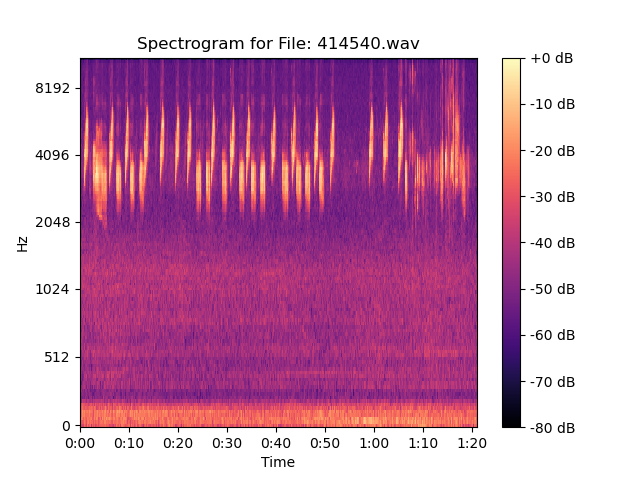 Spectrogram for File: 414540.wav
8192
4096
2048
1024
512
0
Hz
0:00 0:10 0:20 0:30 0:40 0:50 1:00 1:10 1:20
Time
+0 dB
-10 dB
-20 dB
-30 dB
-40 dB
-50 dB
-60 dB
-70 dB
-80 dB